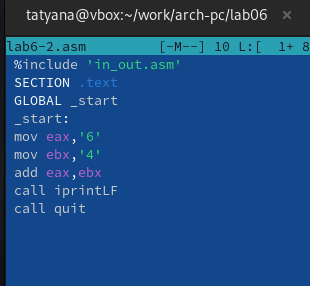 tatyana@vbox:~/work/arch-pc/lab06 ×
lab6-2.asm [-M--] 10 L:[ 1+ 8
%include 'in_out.asm'
SECTION .text
GLOBAL _start
_start:
mov eax,'6'
mov ebx,'4'
add eax,ebx
call iprintLF
call quit